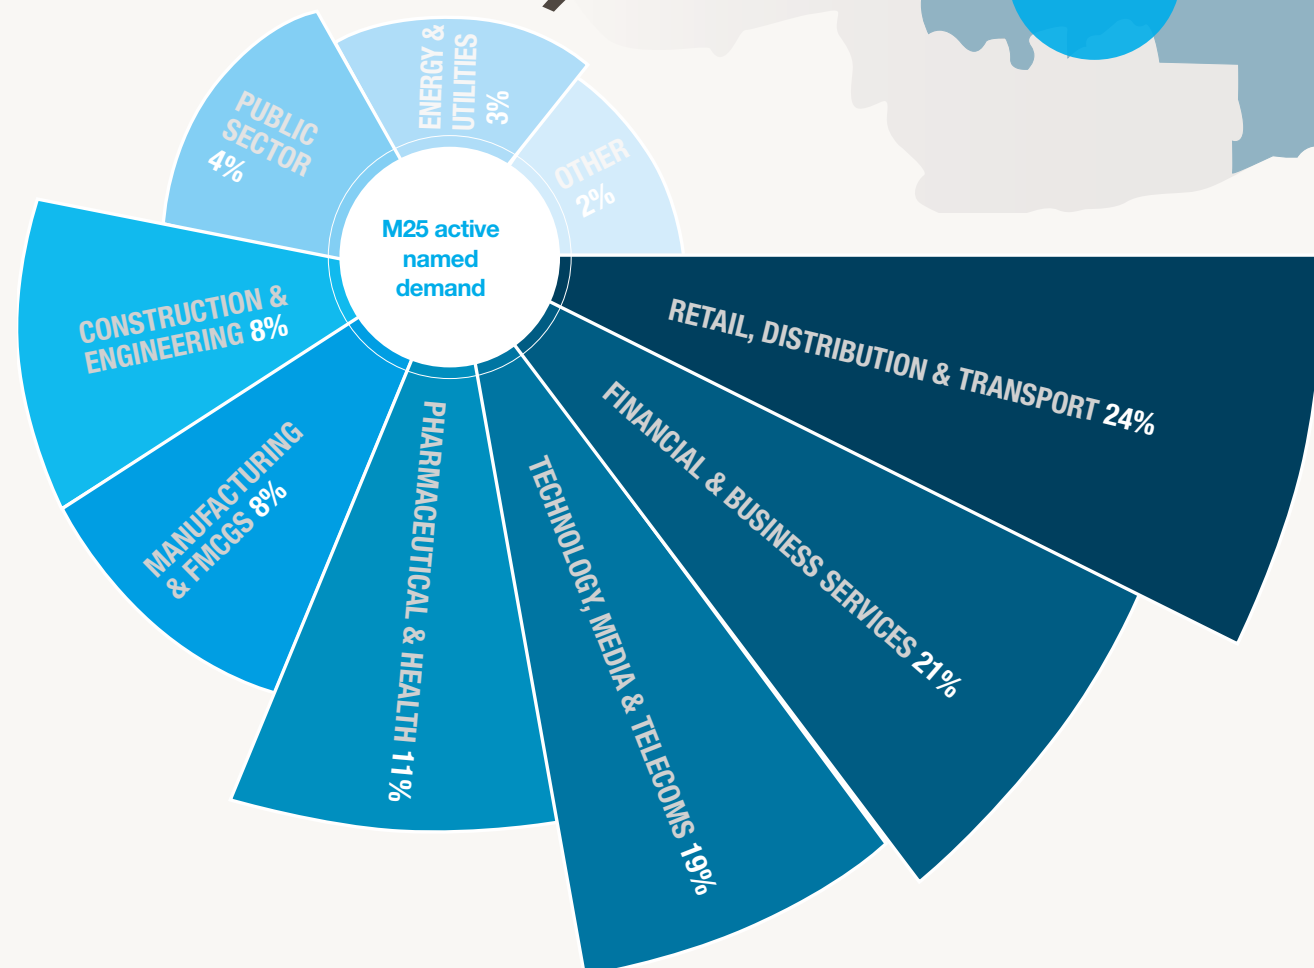 ENERGY &
UTILITIES
3%
PUBLIC
SECTOR
4%
OTHER
2%
M25 active
named
demand
CONSTRUCTION &
ENGINEERING 8%
RETAIL, DISTRIBUTION & TRANSPORT 24%
FINANCIAL & BUSINESS SERVICES 21%
MANUFACTURING
& FMCGS 8%
PHARMACEUTICAL & HEALTH 11%
TECHNOLOGY, MEDIA & TELECOMS 19%